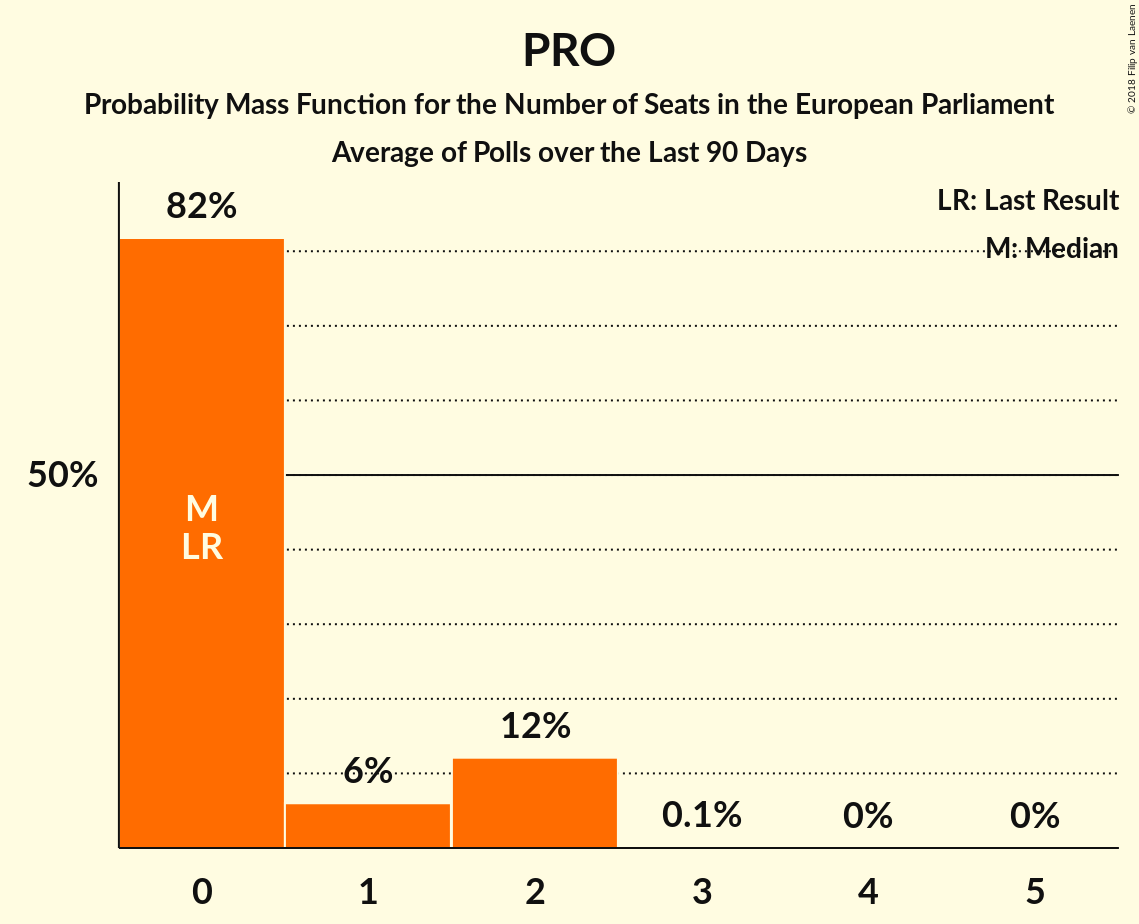 PRO
Probability Mass Function for the Number of Seats in the European Parliament
Average of Polls over the Last 90 Days
© 2018 Filip van Laenen
LR: Last Result
M: Median
82%
50%
M
LR
12%
6%
0.1%
0%
0%
0
1
2
3
4
5